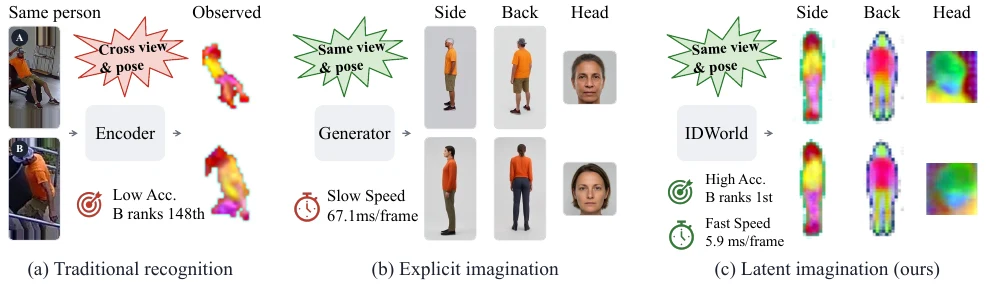 Same person
Observed
A
Cross view
& pose
Encoder
B
Low Acc.
B ranks 148th
(a) Traditional recognition
Side
Back
Head
Same view
& pose
Generator
Slow Speed
67.1ms/frame
(b) Explicit imagination
Side
Back
Head
Same view
& pose
IDWorld
High Acc.
B ranks 1st
Fast Speed
5.9 ms/frame
(c) Latent imagination (ours)